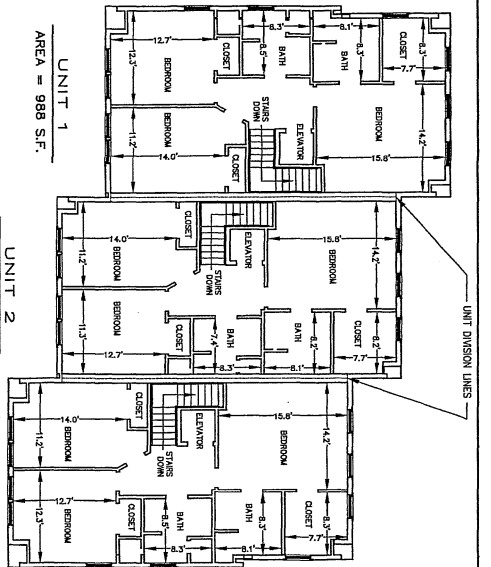 UNIT 1
AREA = 988 S.F.
12.7'
12.3'
BEDROOM
CLOSET
8.3'
8.5'
BATH
8.1'
8.3'
BATH
CLOSET
8.3'
7.7'
BEDROOM
11.2'
14.0'
CLOSET
STAIRS
DOWN
ELEVATOR
BEDROOM
15.8'
14.2'
UNIT DIVISION LINES
UNIT 2
14.0'
11.2'
BEDROOM
CLOSET
STAIRS
DOWN
ELEVATOR
15.8'
14.2'
BEDROOM
11.3'
BEDROOM
12.7'
CLOSET
7.4'
BATH
8.3'
BATH
8.2'
8.1'
CLOSET
8.2'
7.7'
14.0'
11.2'
BEDROOM
CLOSET
STAIRS
DOWN
ELEVATOR
15.8'
14.2'
BEDROOM
12.7'
12.3'
BEDROOM
CLOSET
8.5'
BATH
8.3'
BATH
8.3'
8.1'
CLOSET
8.3'
7.7'